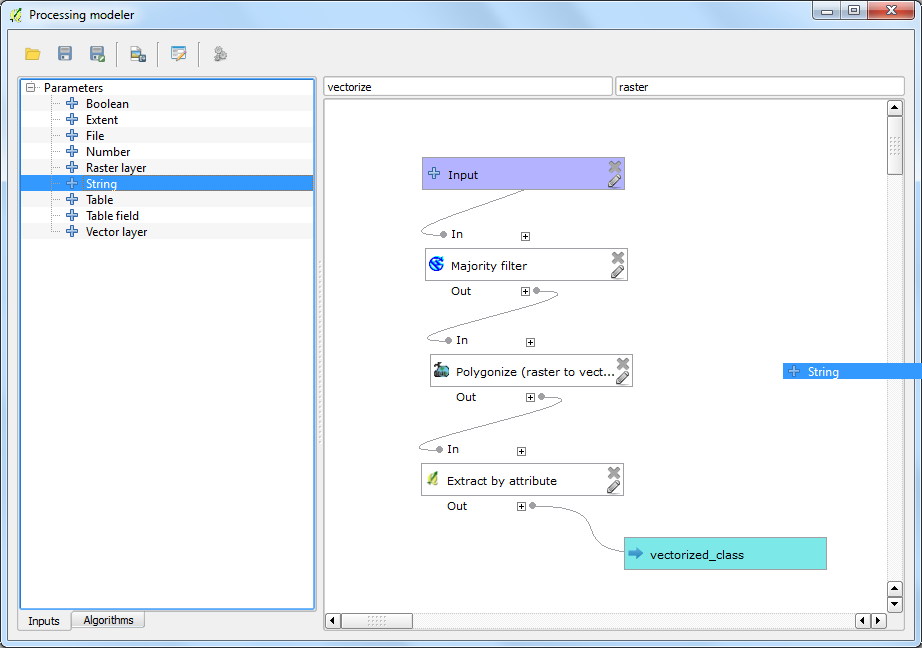 Processing modeler
vectorize
raster
Parameters
Boolean
Extent
File
Number
Raster layer
String
Table
Table field
Vector layer
Input
In
Majority filter
Out
In
Polygonize (raster to vect...
Out
String
In
Extract by attribute
Out
vectorized_class
Inputs
Algorithms